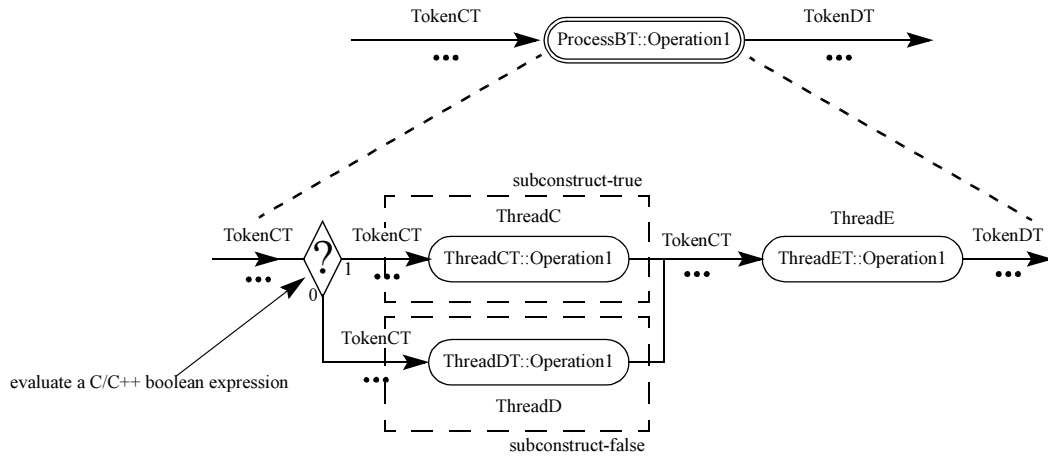 TokenCT
TokenDT
ProcessBT::Operation1
subconstruct-true
ThreadC
ThreadE
TokenCT
TokenCT
TokenCT
TokenDT
?
1
ThreadCT::Operation1
ThreadET::Operation1
0
TokenCT
ThreadDT::Operation1
evaluate a C/C++ boolean expression
ThreadD
subconstruct-false